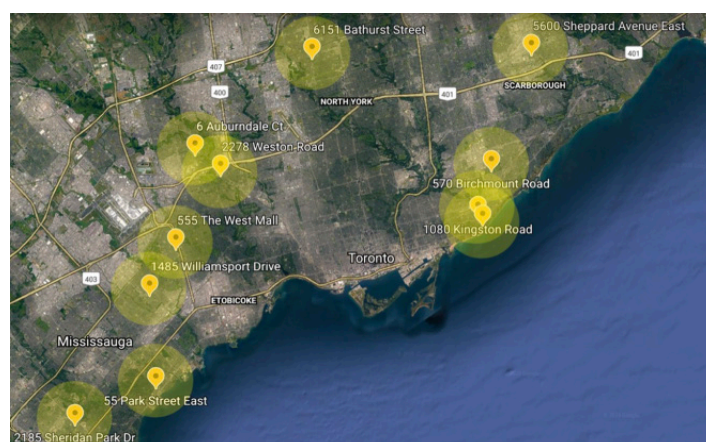 6151 Bathurst Street
5600 Sheppard Avenue East
407
401
400
401
SCARBOROUGH
NORTH YORK
6 Auburndale Ct.
2278 Weston Road
570 Birchmount Road
555 The West Mall
1080 Kingston Road
Toronto
1485 Williamsport Drive
403
ETOBICOKE
Mississauga
55 Park Street East
2185 Sheridan Park Dr